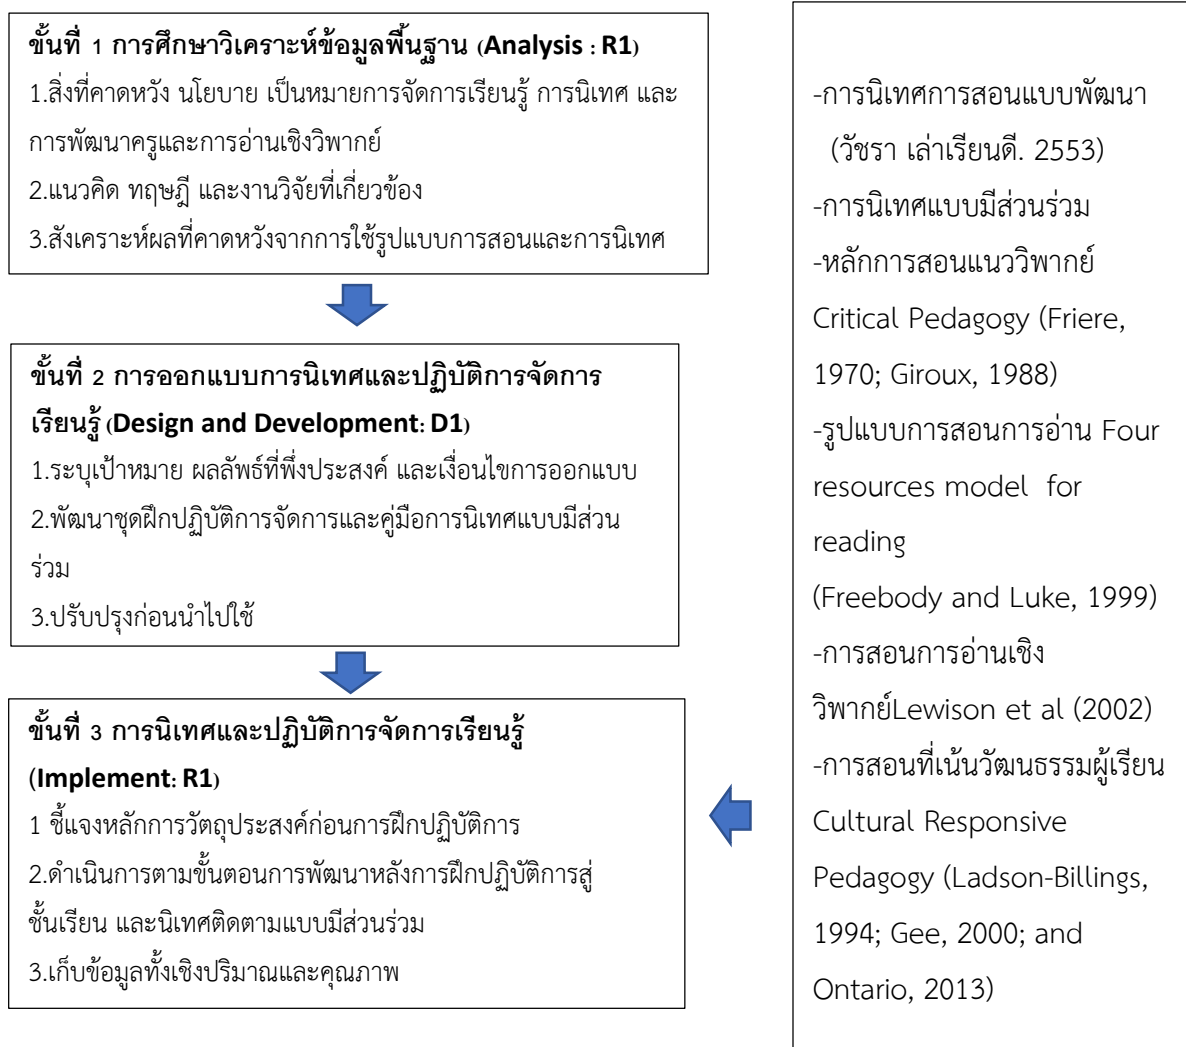 ขั้นที่ 1 การศึกษาวิเคราะห์ข้อมูลพื้นฐาน (Analysis : R1)
1.สิ่งที่คาดหวัง นโยบาย เป็นหมายการจัดการเรียนรู้ การนิเทศ และ
การพัฒนาครูและการอ่านเชิงวิพากย์
2.แนวคิด ทฤษฎี และงานวิจัยที่เกี่ยวข้อง
3.สังเคราะห์ผลที่คาดหวังจากการใช้รูปแบบการสอนและการนิเทศ
ขั้นที่ 2 การออกแบบการนิเทศและปฏิบัติการจัดการ
เรียนรู้ (Design and Development: D1)
1.ระบุเป้าหมาย ผลลัพธ์ที่พึ่งประสงค์ และเงื่อนไขการออกแบบ
2.พัฒนาชุดฝึกปฏิบัติการจัดการและคู่มือการนิเทศแบบมีส่วน
ร่วม
3.ปรับปรุงก่อนนำไปใช้
ขั้นที่ 3 การนิเทศและปฏิบัติการจัดการเรียนรู้
(Implement: R1)
1 ชี้แจงหลักการวัตถุประสงค์ก่อนการฝึกปฏิบัติการ
2.ดำเนินการตามขั้นตอนการพัฒนาหลังการฝึกปฏิบัติการสู่
ชั้นเรียน และนิเทศติดตามแบบมีส่วนร่วม
3.เก็บข้อมูลทั้งเชิงปริมาณและคุณภาพ
-การนิเทศการสอนแบบพัฒนา
(วัชรา เล่าเรียนดี. 2553)
-การนิเทศแบบมีส่วนร่วม
-หลักการสอนแนววิพากย์
Critical Pedagogy (Friere,
1970; Giroux, 1988)
-รูปแบบการสอนการอ่าน Four
resources model for
reading
(Freebody and Luke, 1999)
-การสอนการอ่านเชิง
วิพากย์Lewison et al (2002)
-การสอนที่เน้นวัฒนธรรมผู้เรียน
Cultural Responsive
Pedagogy (Ladson-Billings,
1994; Gee, 2000; and
Ontario, 2013)